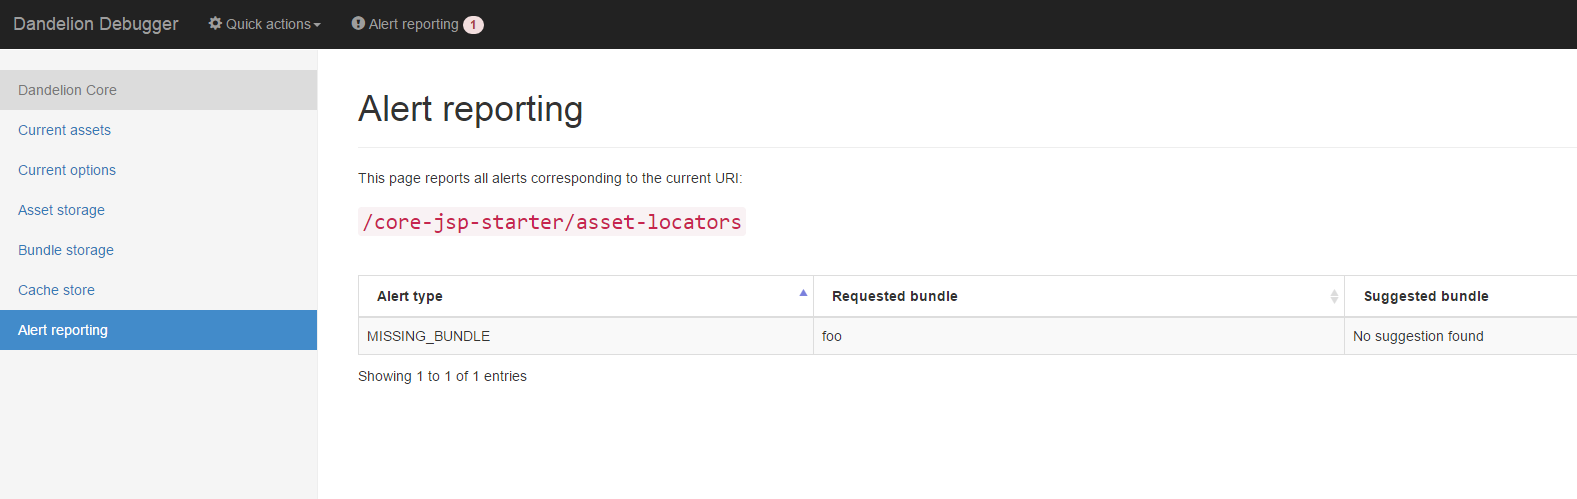 Dandelion Debugger Quick actions Alert reporting 1
Dandelion Core
Current assets
Current options
Asset storage
Bundle storage
Cache store
Alert reporting
Alert reporting
This page reports all alerts corresponding to the current URI:
/core-jsp-starter/asset-locators
Alert type Requested bundle Suggested bundle
MISSING_BUNDLE foo No suggestion found
Showing 1 to 1 of 1 entries